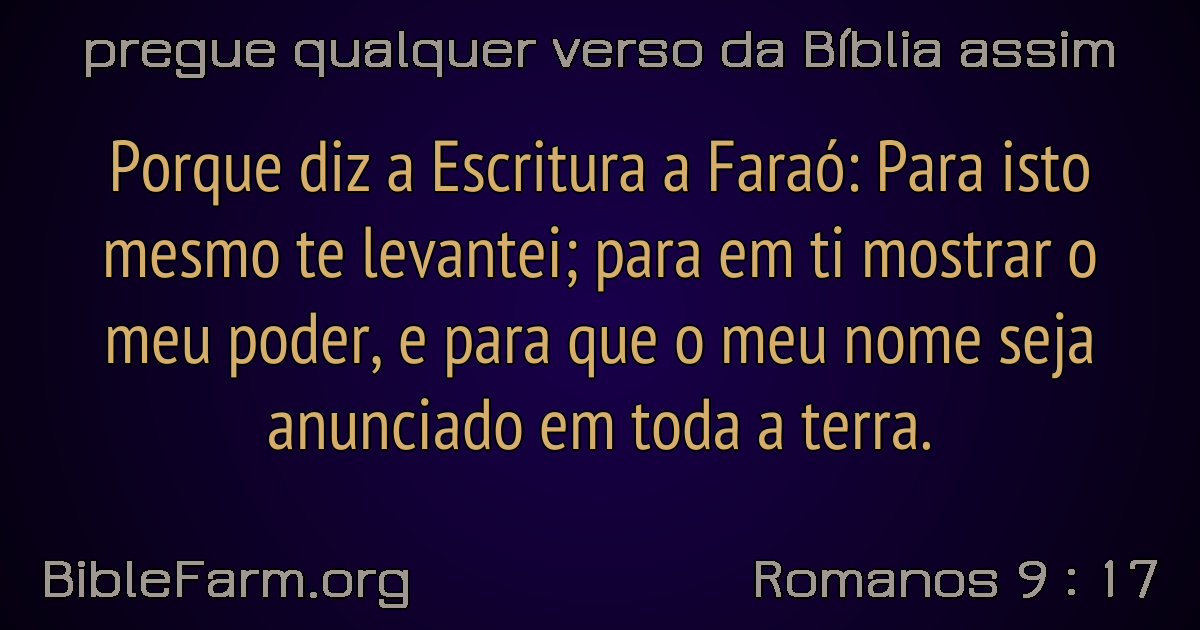 pregue qualquer verso da Bíblia assim
Porque diz a Escritura a Faraó: Para isto
mesmo te levantei; para em ti mostrar o
meu poder, e para que o meu nome seja
anunciado em toda a terra.
BibleFarm.org
Romanos 9 : 17